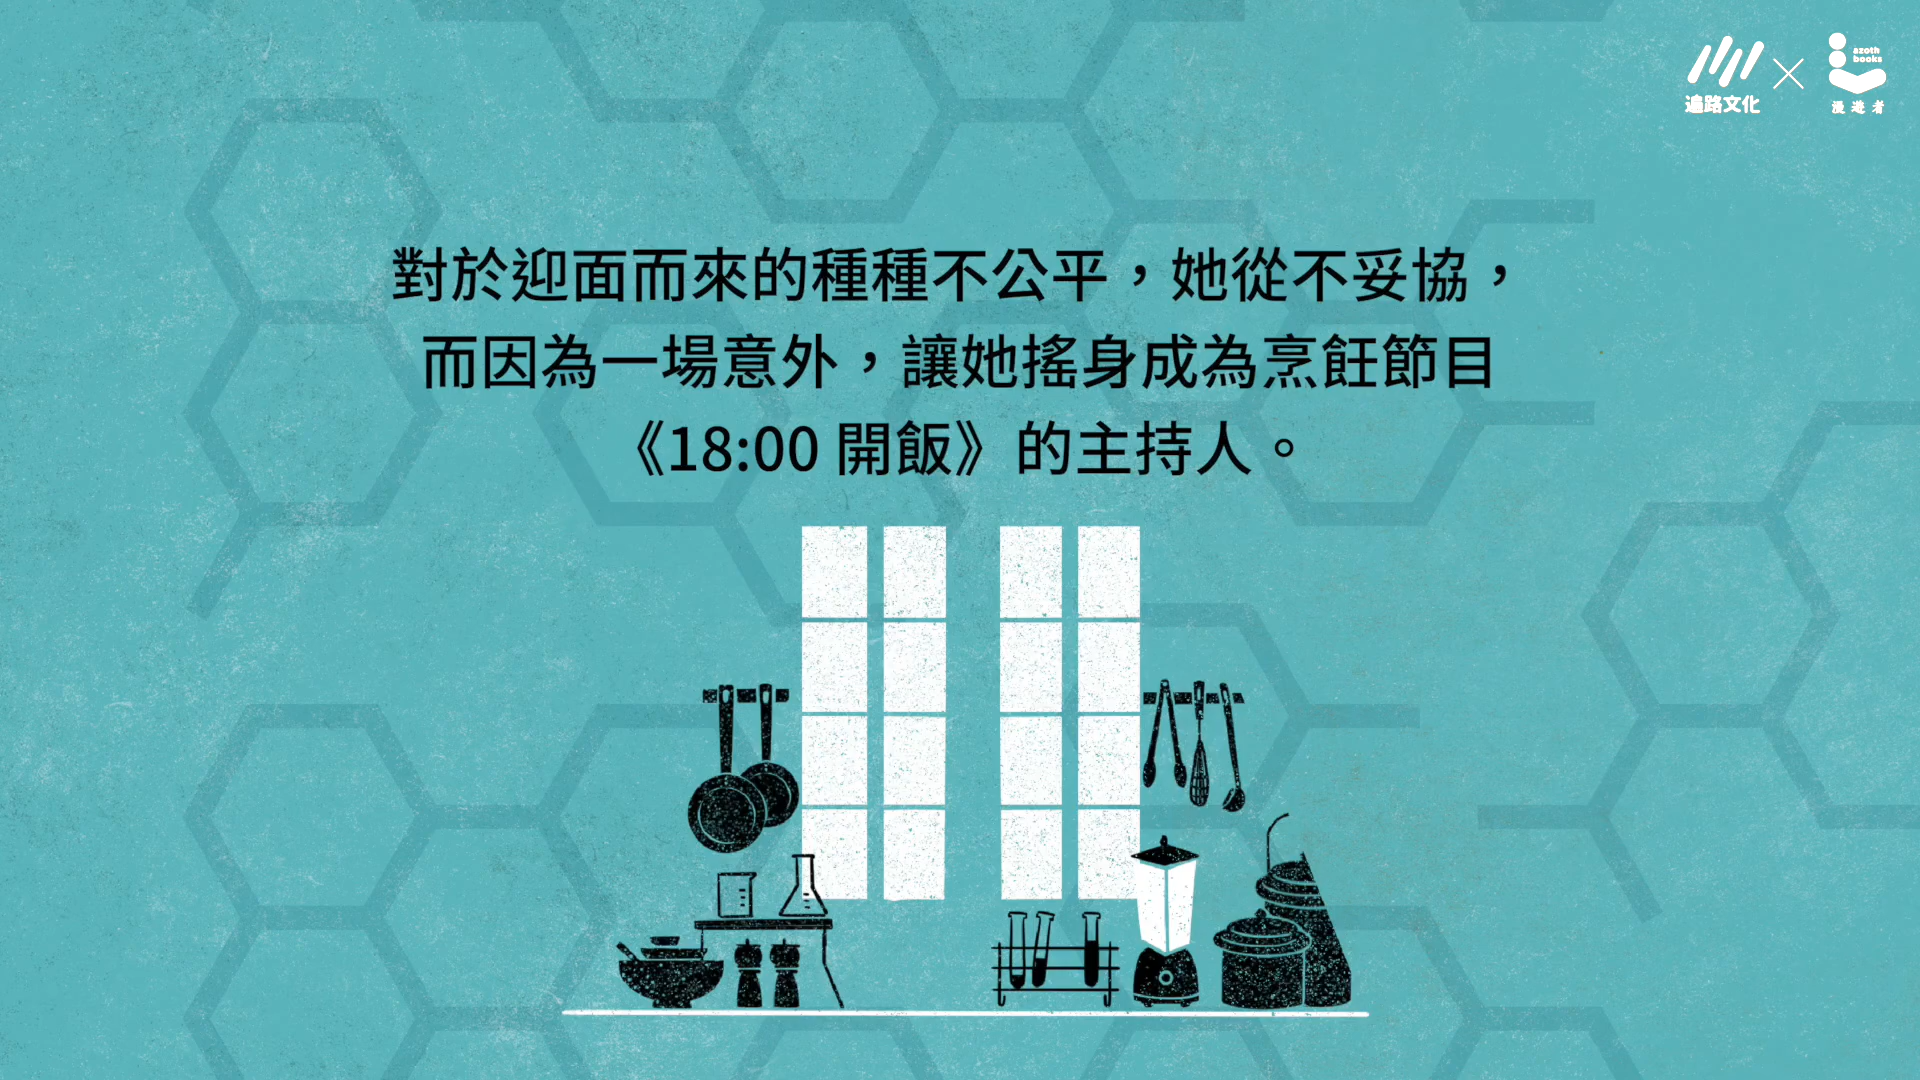 遍路文化
azoth
books
漫遊者
對於迎面而來的種種不公平，她從不妥協，
而因為一場意外，讓她搖身成為烹飪節目
《18:00 開飯》的主持人。